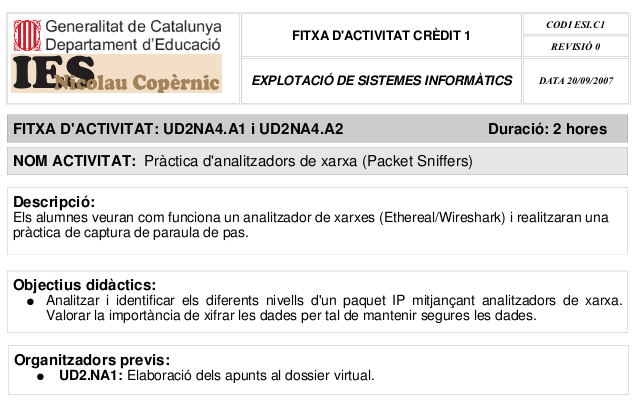 Generalitat de Catalunya
Departament d'Educació
IES
Nicolau Copèrnic
FITXA D'ACTIVITAT CRÈDIT 1
EXPLOTACIÓ DE SISTEMES INFORMÀTICS
CODI ESI.C1
REVISIÓ 0
DATA 20/09/2007
FITXA D'ACTIVITAT: UD2NA4.A1 i UD2NA4.A2 Duració: 2 hores
NOM ACTIVITAT: Pràctica d'analitzadors de xarxa (Packet Sniffers)
Descripció:
Els alumnes veuran com funciona un analitzador de xarxes (Ethereal/Wireshark) i realitzaran una
pràctica de captura de paraula de pas.
Objectius didàctics:
● Analitzar i identificar els diferents nivells d'un paquet IP mitjançant analitzadors de xarxa.
Valorar la importància de xifrar les dades per tal de mantenir segures les dades.
Organitzadors previs:
● UD2.NA1: Elaboració dels apunts al dossier virtual.